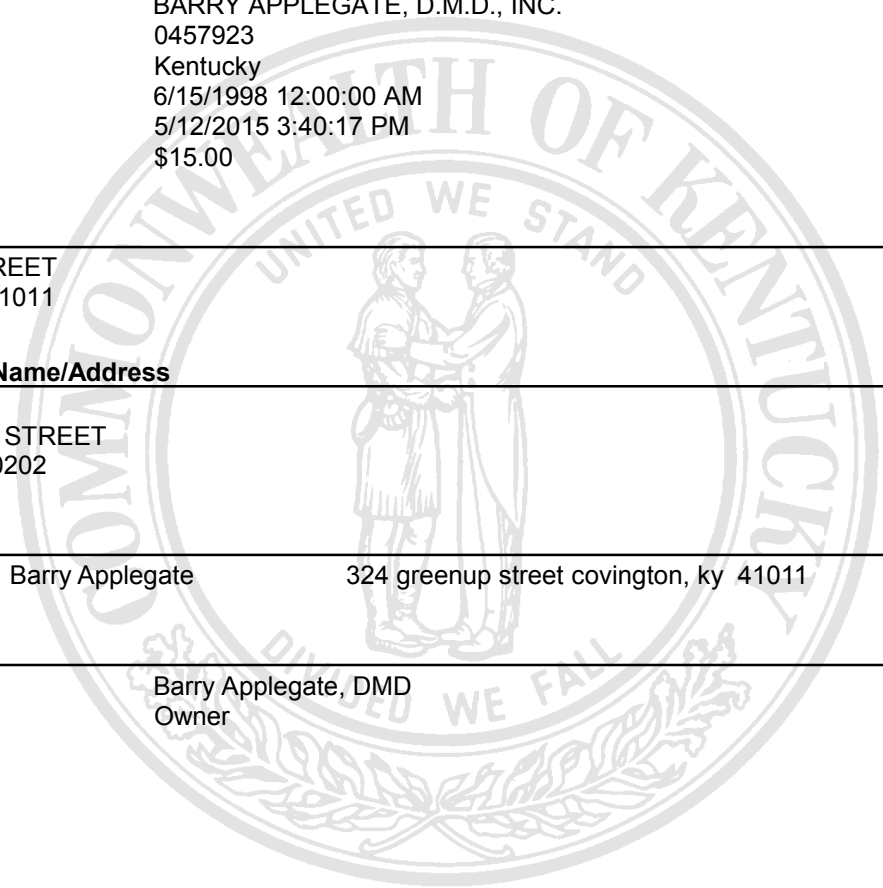 BARRY APPLEGATE, D.M.D., INC.
0457923
Kentucky
6/15/1998 12:00:00 AM
5/12/2015 3:40:17 PM
$15.00
COMMONWEALTH OF KENTUCKY
UNITED WE STAND
REET
1011
Name/Address
STREET
0202
Barry Applegate 324 greenup street covington, ky 41011
DIVIDED WE FALL
Barry Applegate, DMD
Owner